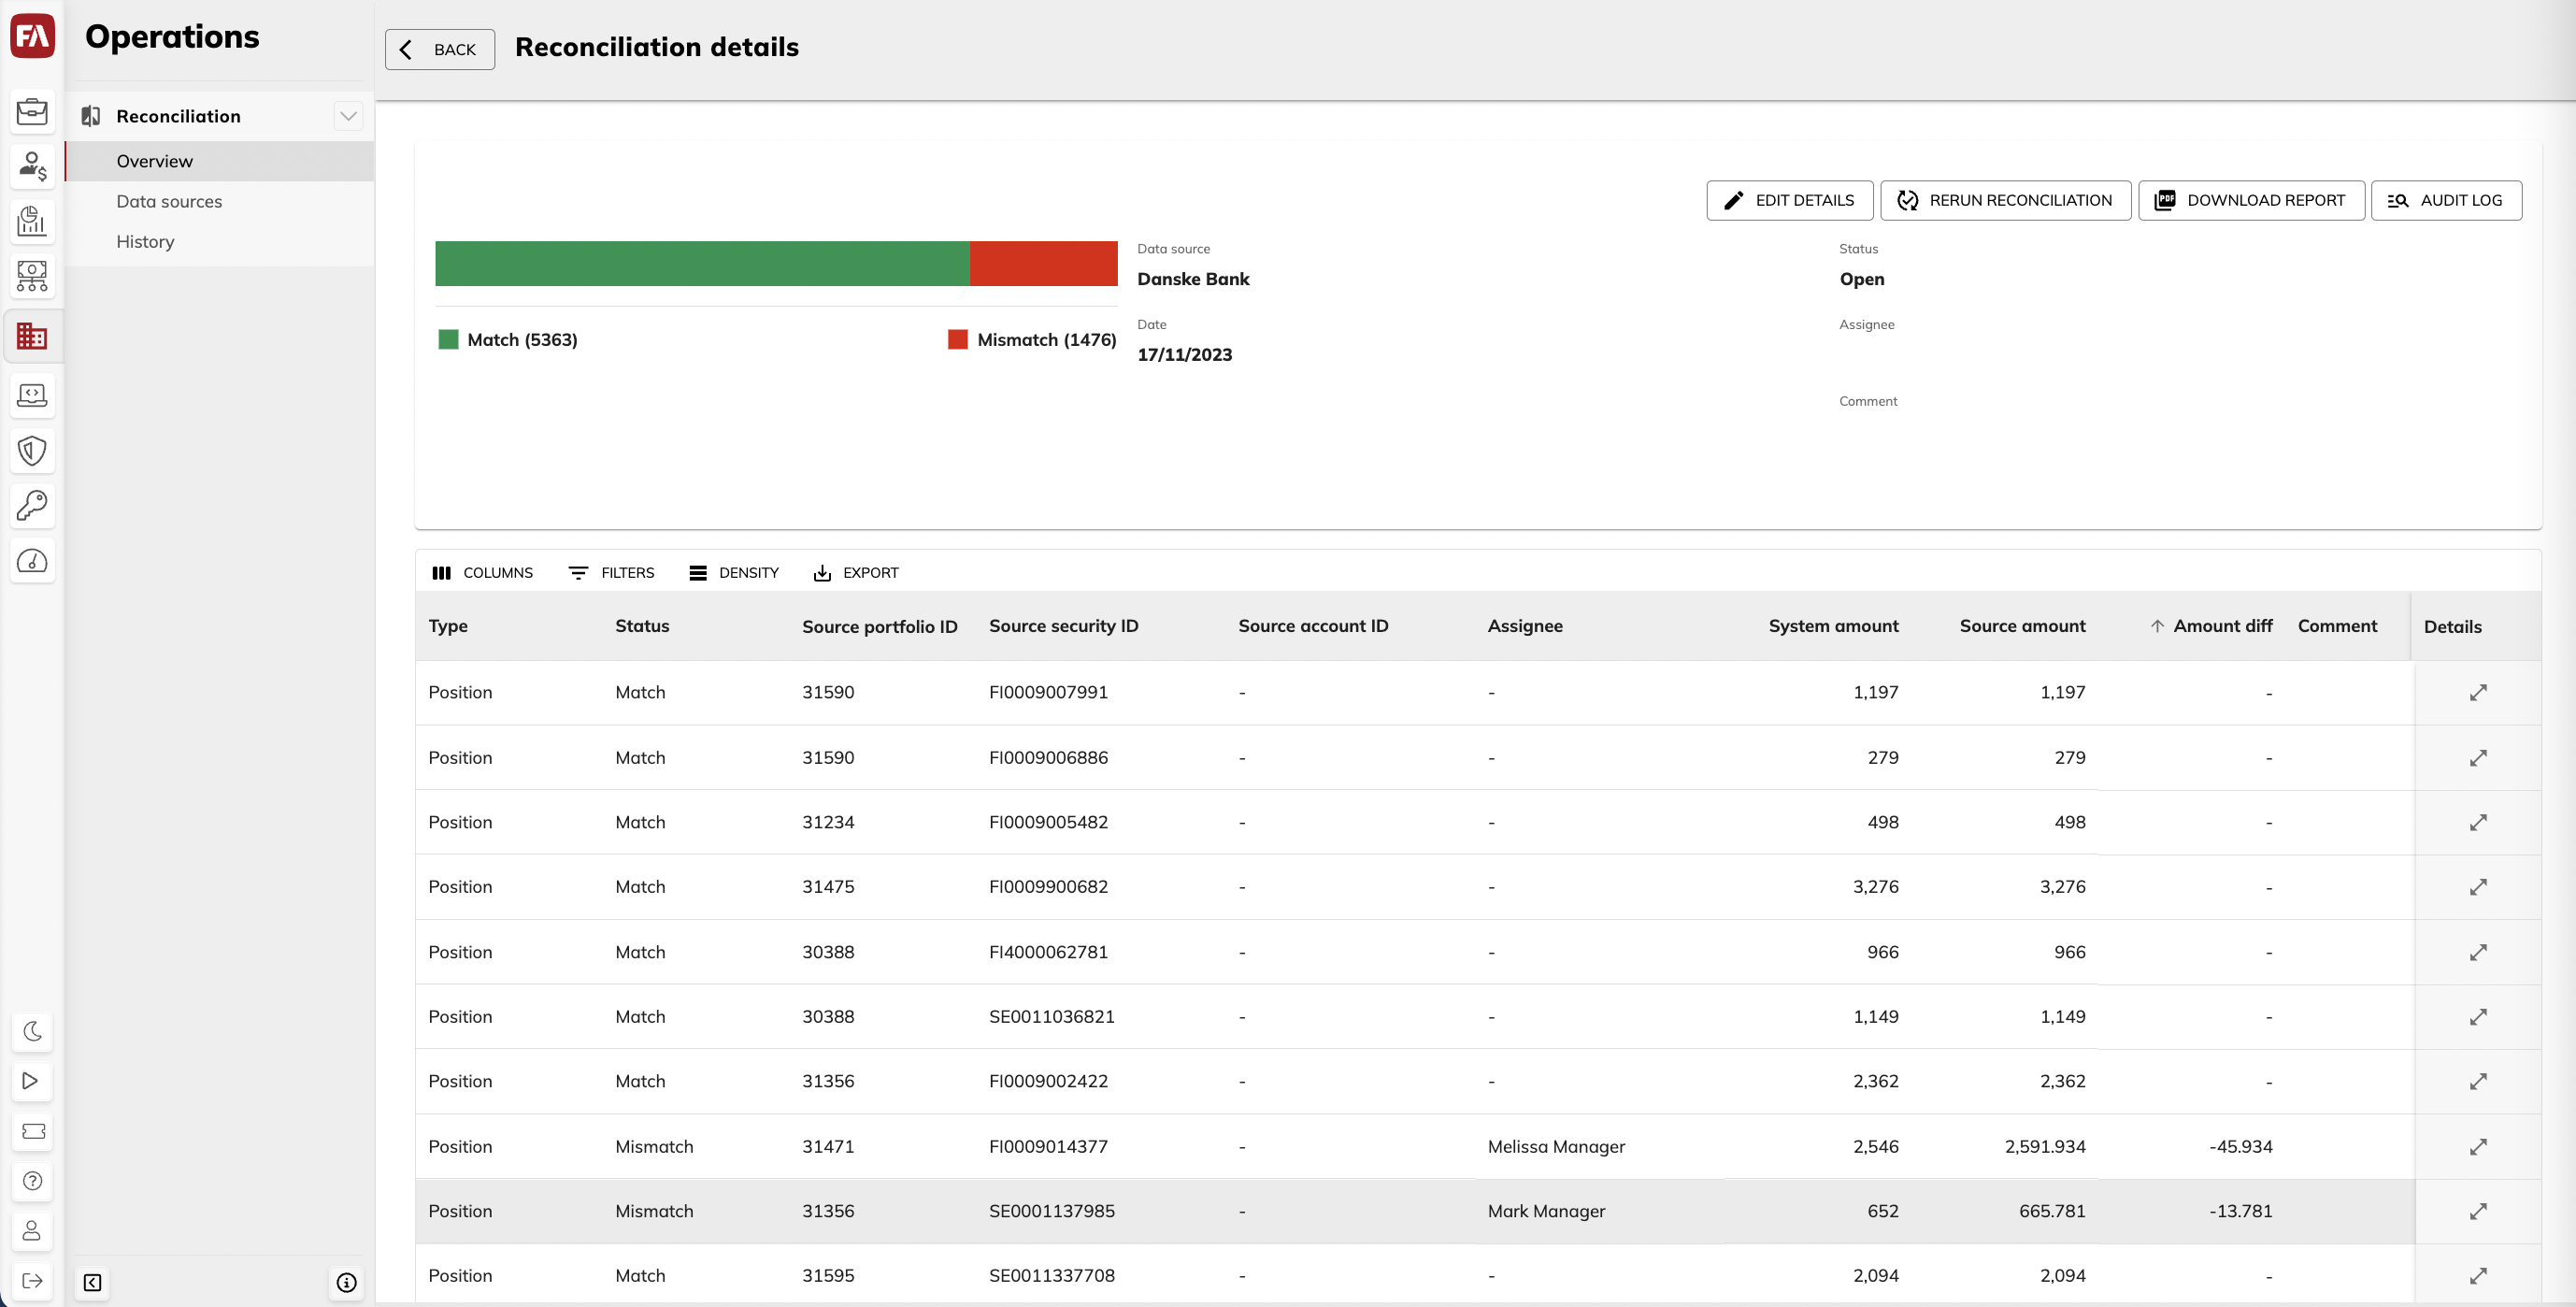 FA
Operations
BACK
Reconciliation details
Reconciliation
Overview
Data sources
History
EDIT DETAILS
RERUN RECONCILIATION
PDF
DOWNLOAD REPORT
AUDIT LOG
Match (5363)
Mismatch (1476)
Data source
Danske Bank
Date
17/11/2023
Status
Open
Assignee
Comment
COLUMNS FILTERS DENSITY EXPORT
Type Status Source portfolio ID Source security ID Source account ID Assignee System amount Source amount Amount diff Comment Details
Position Match 31590 FI0009007991 - - 1,197 1,197 -
Position Match 31590 FI0009006886 - - 279 279 -
Position Match 31234 FI0009005482 - - 498 498 -
Position Match 31475 FI0009900682 - - 3,276 3,276 -
Position Match 30388 FI4000062781 - - 966 966 -
Position Match 30388 SE0011036821 - - 1,149 1,149 -
Position Match 31356 FI0009002422 - - 2,362 2,362 -
Position Mismatch 31471 FI0009014377 - Melissa Manager 2,546 2,591.934 -45.934
Position Mismatch 31356 SE0001137985 - Mark Manager 652 665.781 -13.781
Position Match 31595 SE0011337708 - - 2,094 2,094 -